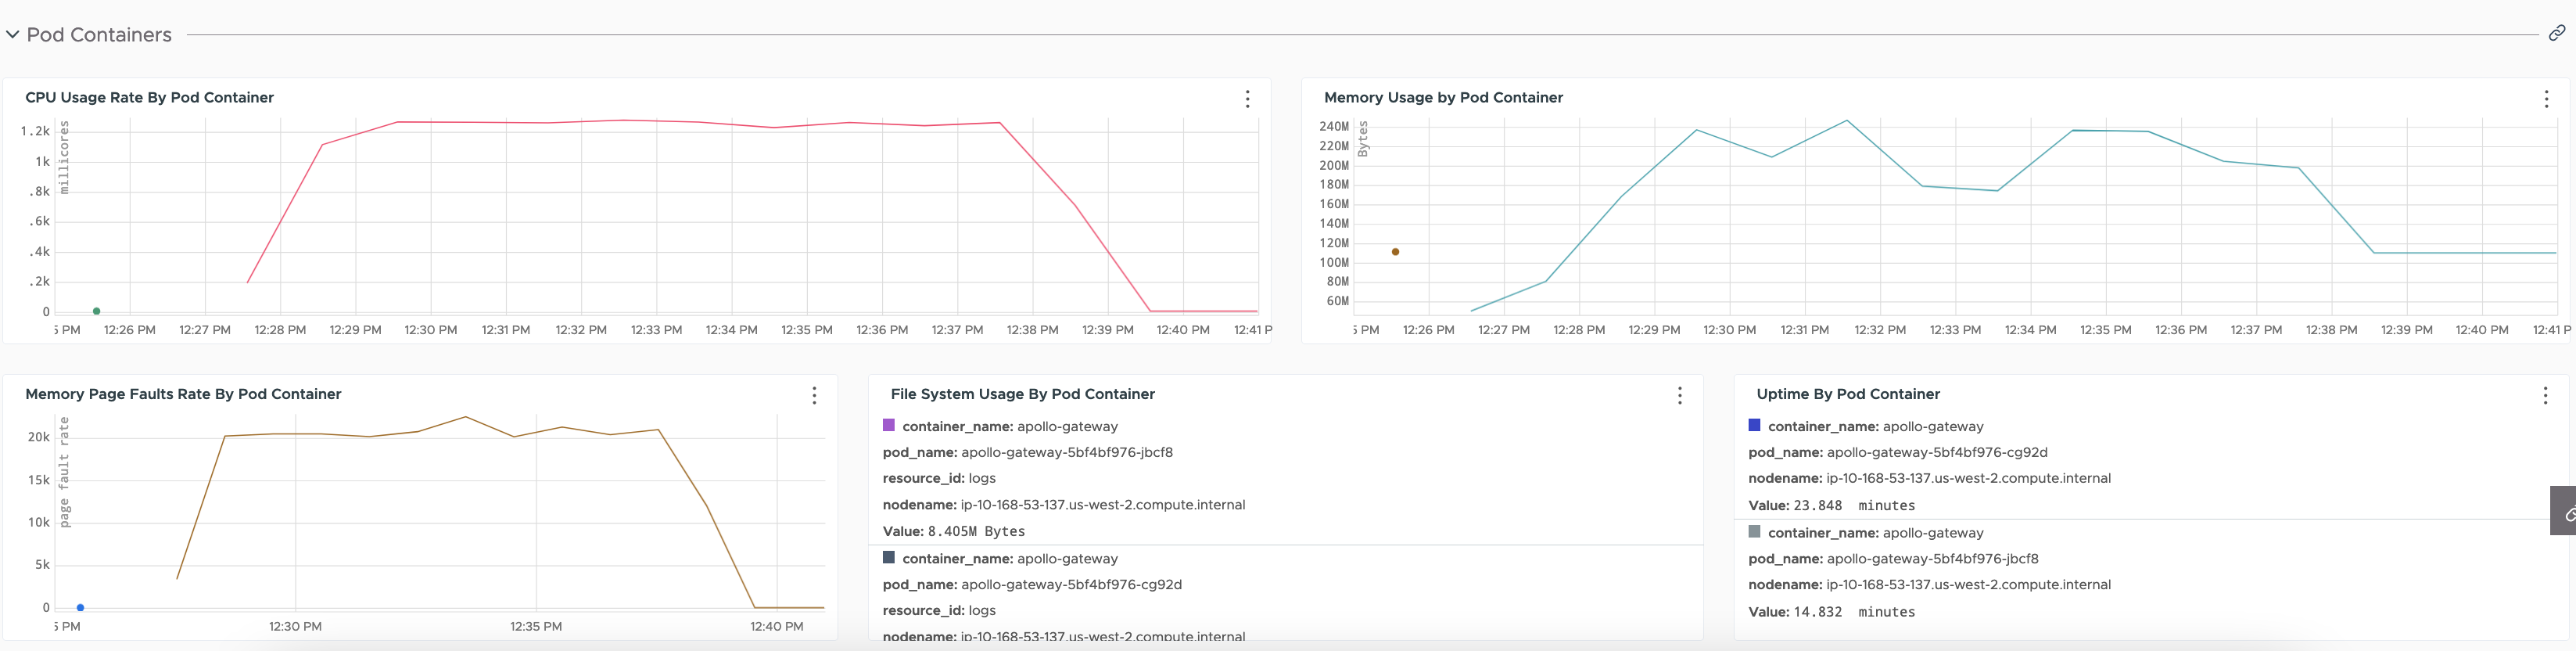 Pod Containers
CPU Usage Rate By Pod Container
millicores
1.2k
1k
.8k
.6k
.4k
.2k
0
5 PM 12:26 PM 12:27 PM 12:28 PM 12:29 PM 12:30 PM 12:31 PM 12:32 PM 12:33 PM 12:34 PM 12:35 PM 12:36 PM 12:37 PM 12:38 PM 12:39 PM 12:40 PM 12:41 P
Memory Usage by Pod Container
Bytes
240M
220M
200M
180M
160M
140M
120M
100M
80M
60M
5 PM 12:26 PM 12:27 PM 12:28 PM 12:29 PM 12:30 PM 12:31 PM 12:32 PM 12:33 PM 12:34 PM 12:35 PM 12:36 PM 12:37 PM 12:38 PM 12:39 PM 12:40 PM 12:41 P
Memory Page Faults Rate By Pod Container
page fault rate
20k
15k
10k
5k
0
5 PM 12:30 PM 12:35 PM 12:40 PM
File System Usage By Pod Container
container_name: apollo-gateway
pod_name: apollo-gateway-5bf4bf976-jbcf8
resource_id: logs
nodename: ip-10-168-53-137.us-west-2.compute.internal
Value: 8.405M Bytes
container_name: apollo-gateway
pod_name: apollo-gateway-5bf4bf976-cg92d
resource_id: logs
nodename: ip-10-168-53-137.us-west-2.compute.internal
Uptime By Pod Container
container_name: apollo-gateway
pod_name: apollo-gateway-5bf4bf976-cg92d
nodename: ip-10-168-53-137.us-west-2.compute.internal
Value: 23.848 minutes
container_name: apollo-gateway
pod_name: apollo-gateway-5bf4bf976-jbcf8
nodename: ip-10-168-53-137.us-west-2.compute.internal
Value: 14.832 minutes